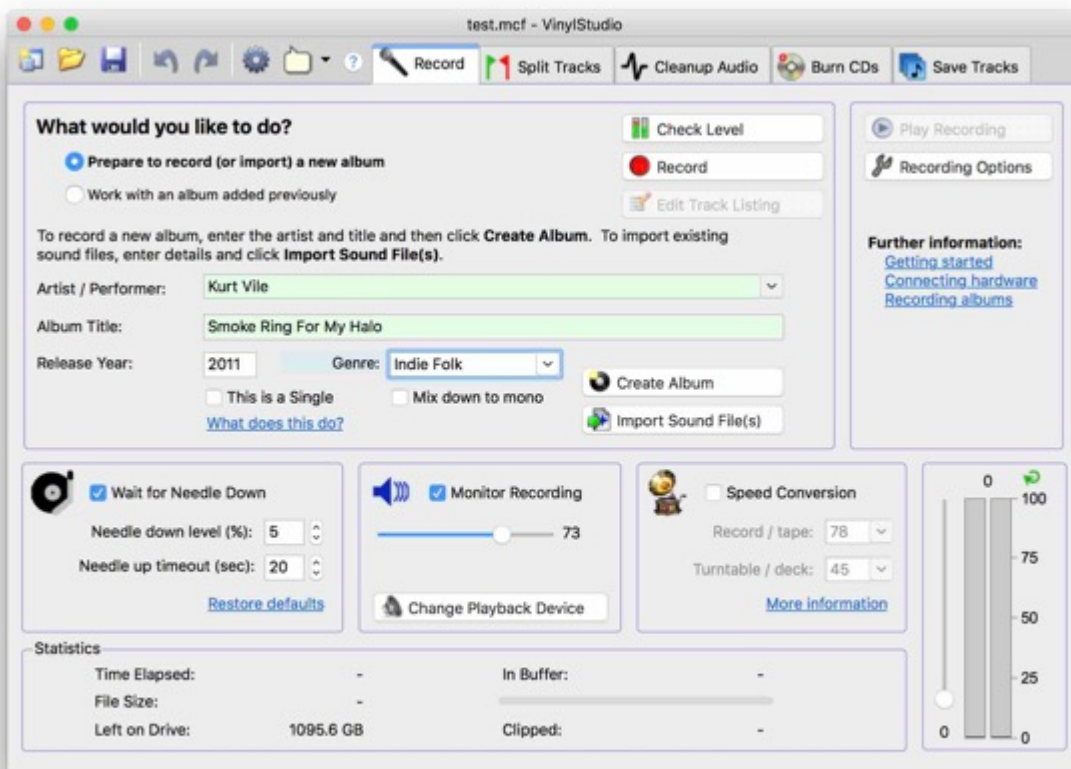 test.mcf - VinylStudio
? Record Split Tracks Cleanup Audio Burn CDs Save Tracks
What would you like to do?
Prepare to record (or import) a new album
Work with an album added previously
Check Level
Record
Edit Track Listing
To record a new album, enter the artist and title and then click Create Album. To import existing
sound files, enter details and click Import Sound File(s).
Artist / Performer: Kurt Vile
Album Title: Smoke Ring For My Halo
Release Year: 2011 Genre: Indie Folk
This is a Single Mix down to mono
What does this do?
Create Album
Import Sound File(s)
Play Recording
Recording Options
Further information:
Getting started
Connecting hardware
Recording albums
Wait for Needle Down
Needle down level (%): 5
Needle up timeout (sec): 20
Restore defaults
Monitor Recording
73
Change Playback Device
Speed Conversion
Record / tape: 78
Turntable / deck: 45
More information
0
100
75
50
25
0 0
Statistics
Time Elapsed: - In Buffer: -
File Size: -
Left on Drive: 1095.6 GB Clipped: -